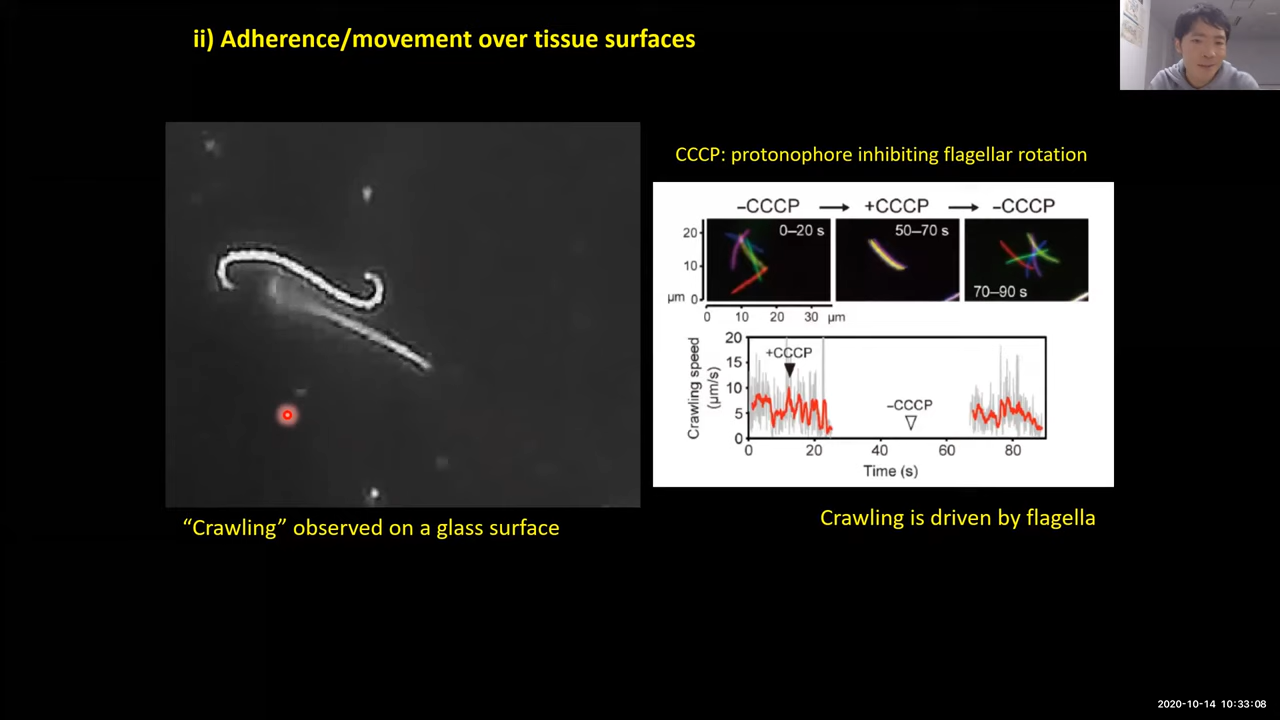 ii) Adherence/movement over tissue surfaces
CCCP: protonophore inhibiting flagellar rotation
–CCCP → +CCCP → –CCCP
0–20 s
50–70 s
70–90 s
20
10
μm 0
0 10 20 30 μm
Crawling speed
(μm/s)
20
15
10
5
0
+CCCP
–CCCP
0 20 40 60 80
Time (s)
“Crawling” observed on a glass surface
Crawling is driven by flagella
2020-10-14 10:33:08